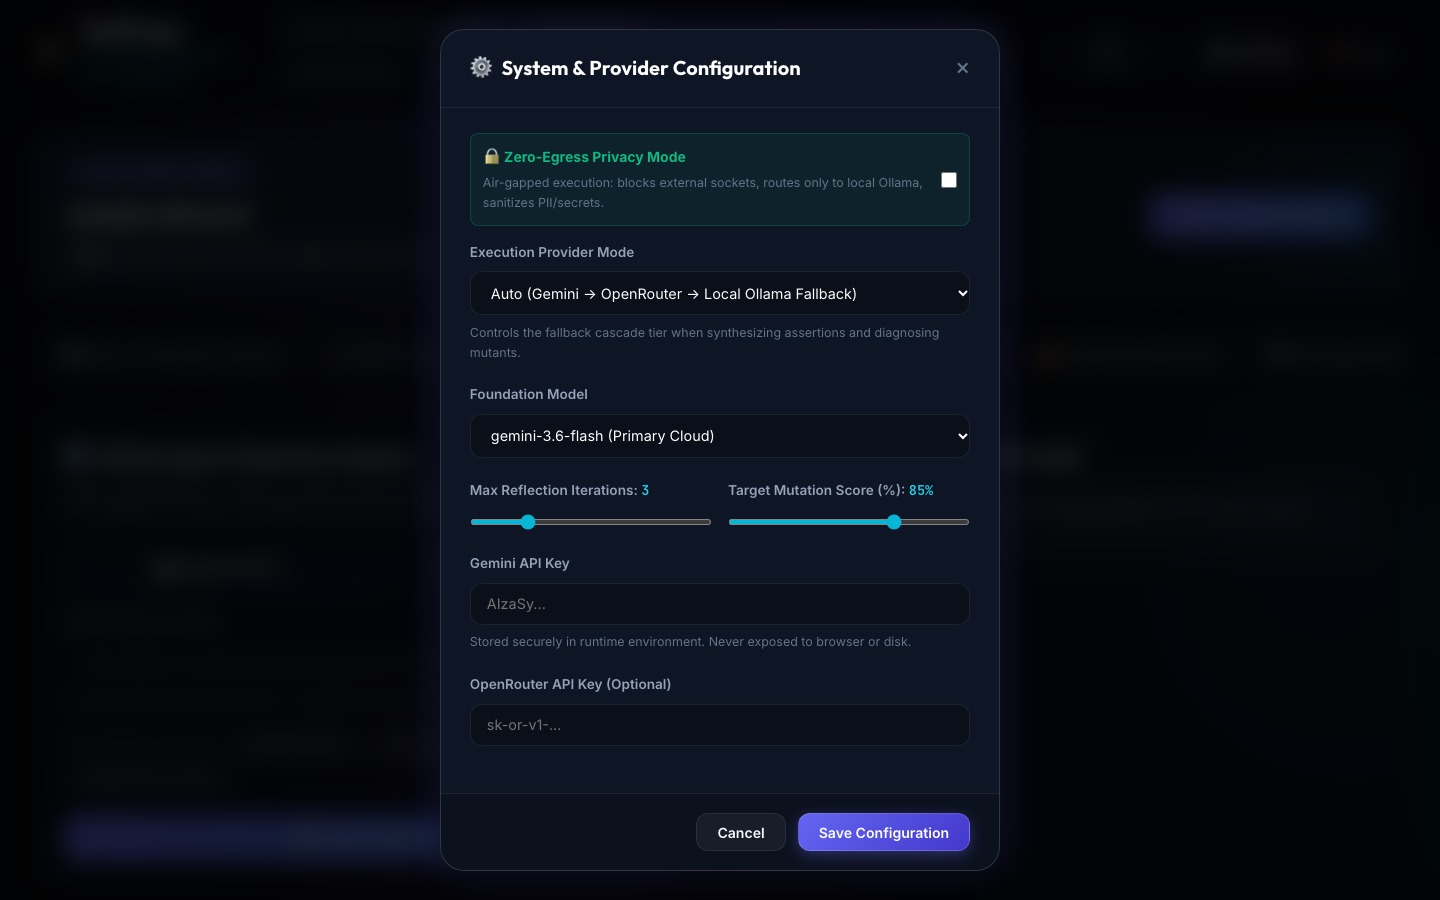 ⚙️ System & Provider Configuration ×
🔒 Zero-Egress Privacy Mode
Air-gapped execution: blocks external sockets, routes only to local Ollama,
sanitizes PII/secrets.
Execution Provider Mode
Auto (Gemini → OpenRouter → Local Ollama Fallback)
Controls the fallback cascade tier when synthesizing assertions and diagnosing
mutants.
Foundation Model
gemini-3.6-flash (Primary Cloud)
Max Reflection Iterations: 3
Target Mutation Score (%): 85%
Gemini API Key
AIzaSy...
Stored securely in runtime environment. Never exposed to browser or disk.
OpenRouter API Key (Optional)
sk-or-v1-...
Cancel
Save Configuration